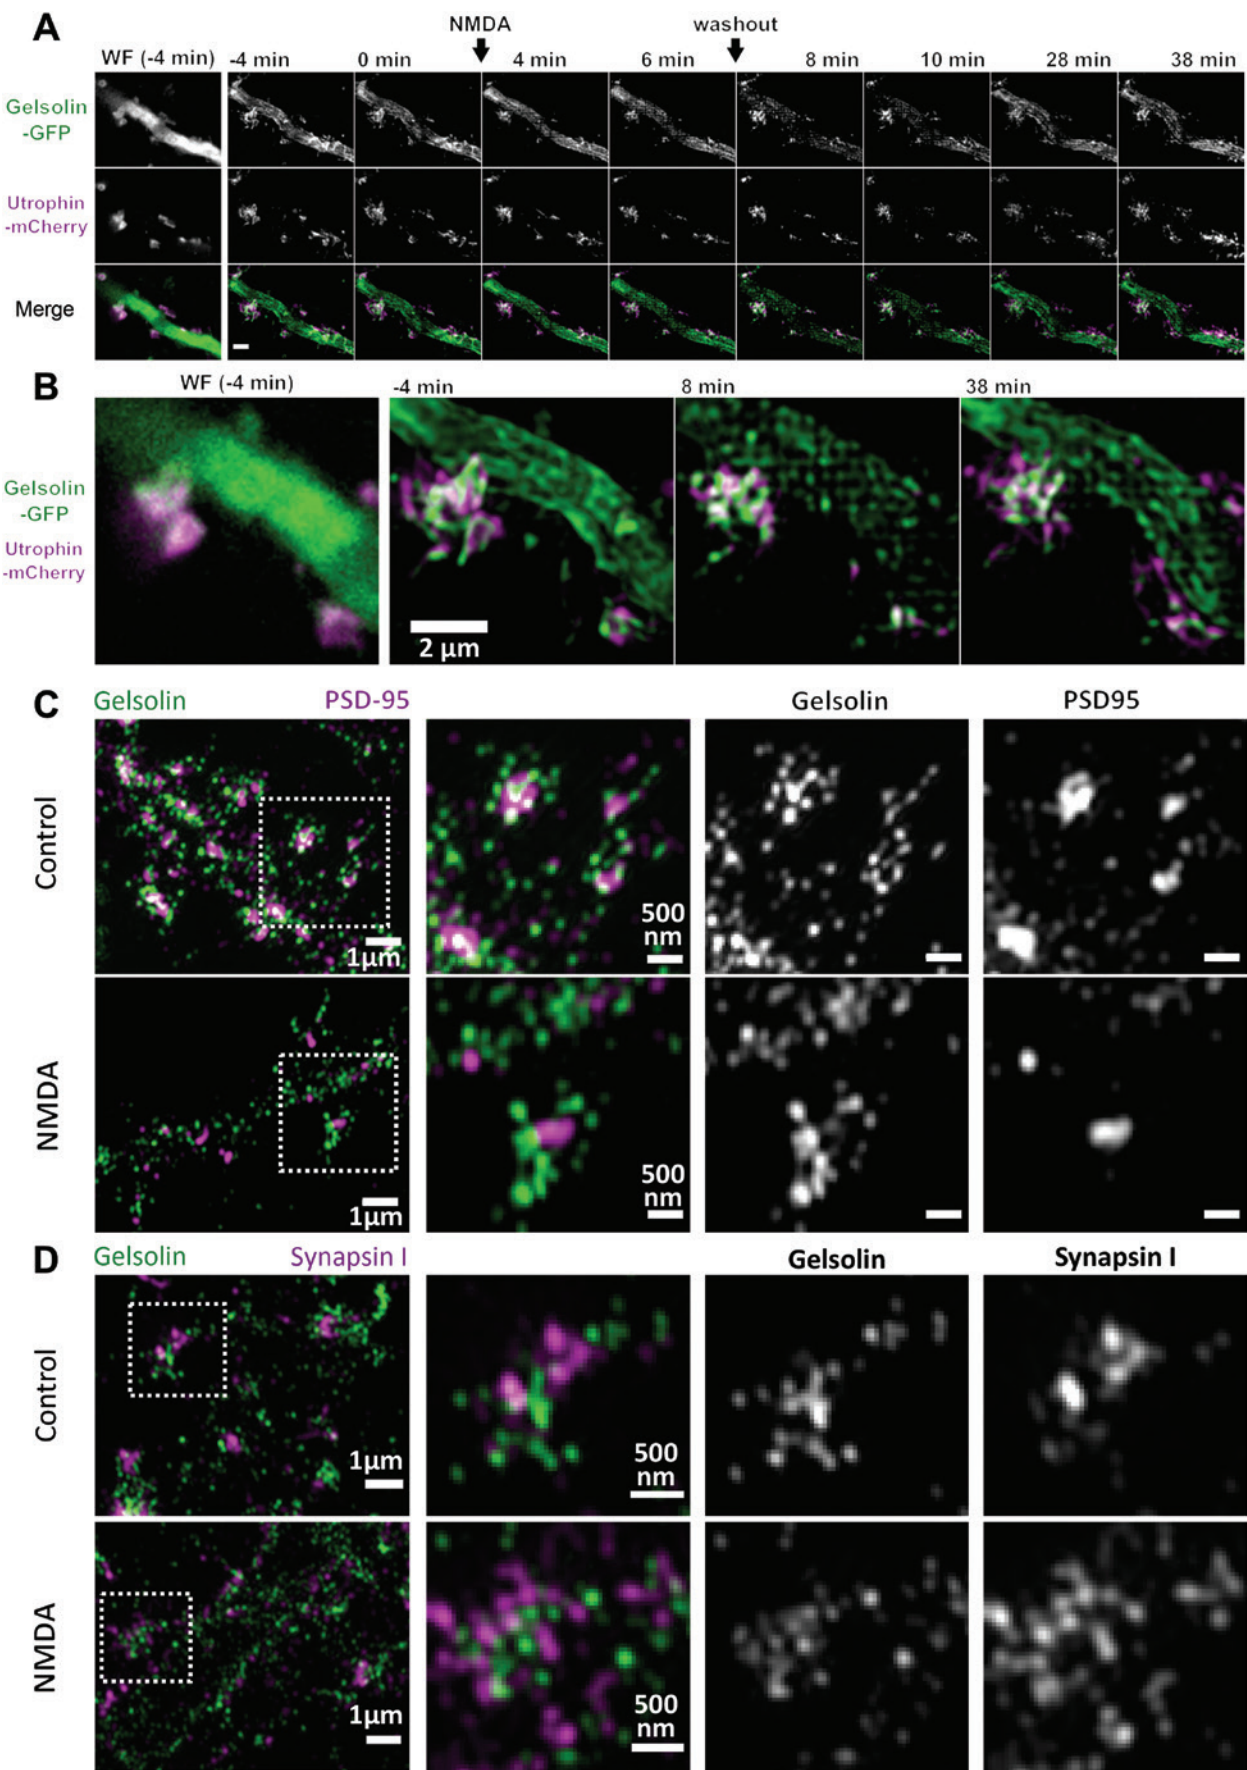 A
NMDA
washout
WF (-4 min)
-4 min
0 min
4 min
6 min
8 min
10 min
28 min
38 min
Gelsolin
-GFP
Utrophin
-mCherry
Merge
B
WF (-4 min)
-4 min
8 min
38 min
Gelsolin
-GFP
Utrophin
-mCherry
2 µm
C
Gelsolin
PSD-95
Gelsolin
PSD95
Control
1µm
500
nm
NMDA
1µm
500
nm
D
Gelsolin
Synapsin I
Gelsolin
Synapsin I
Control
1µm
500
nm
NMDA
1µm
500
nm